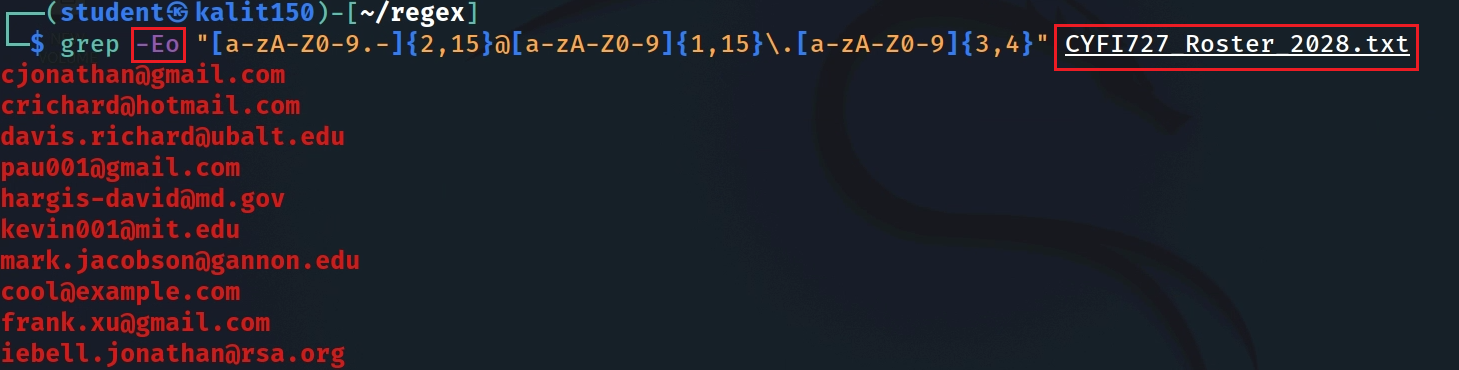 ┌──(student㉿kalit150)-[~/regex]
└─$ grep -Eo "[a-zA-Z0-9.-]{2,15}@[a-zA-Z0-9]{1,15}\.[a-zA-Z0-9]{3,4}" CYFI727_Roster_2028.txt
cjonathan@gmail.com
crichard@hotmail.com
davis.richard@ubalt.edu
pau001@gmail.com
hargis-david@md.gov
kevin001@mit.edu
mark.jacobson@gannon.edu
cool@example.com
frank.xu@gmail.com
iebell.jonathan@rsa.org